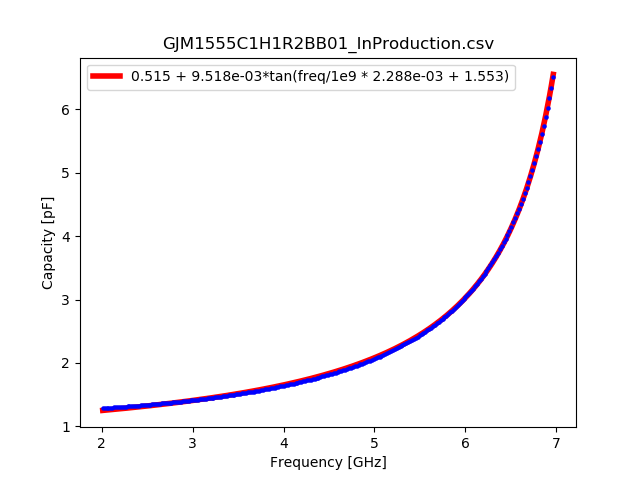 GJM1555C1H1R2BB01_InProduction.csv
0.515 + 9.518e-03*tan(freq/1e9 * 2.288e-03 + 1.553)
6
5
4
3
2
1
Capacity [pF]
2 3 4 5 6 7
Frequency [GHz]